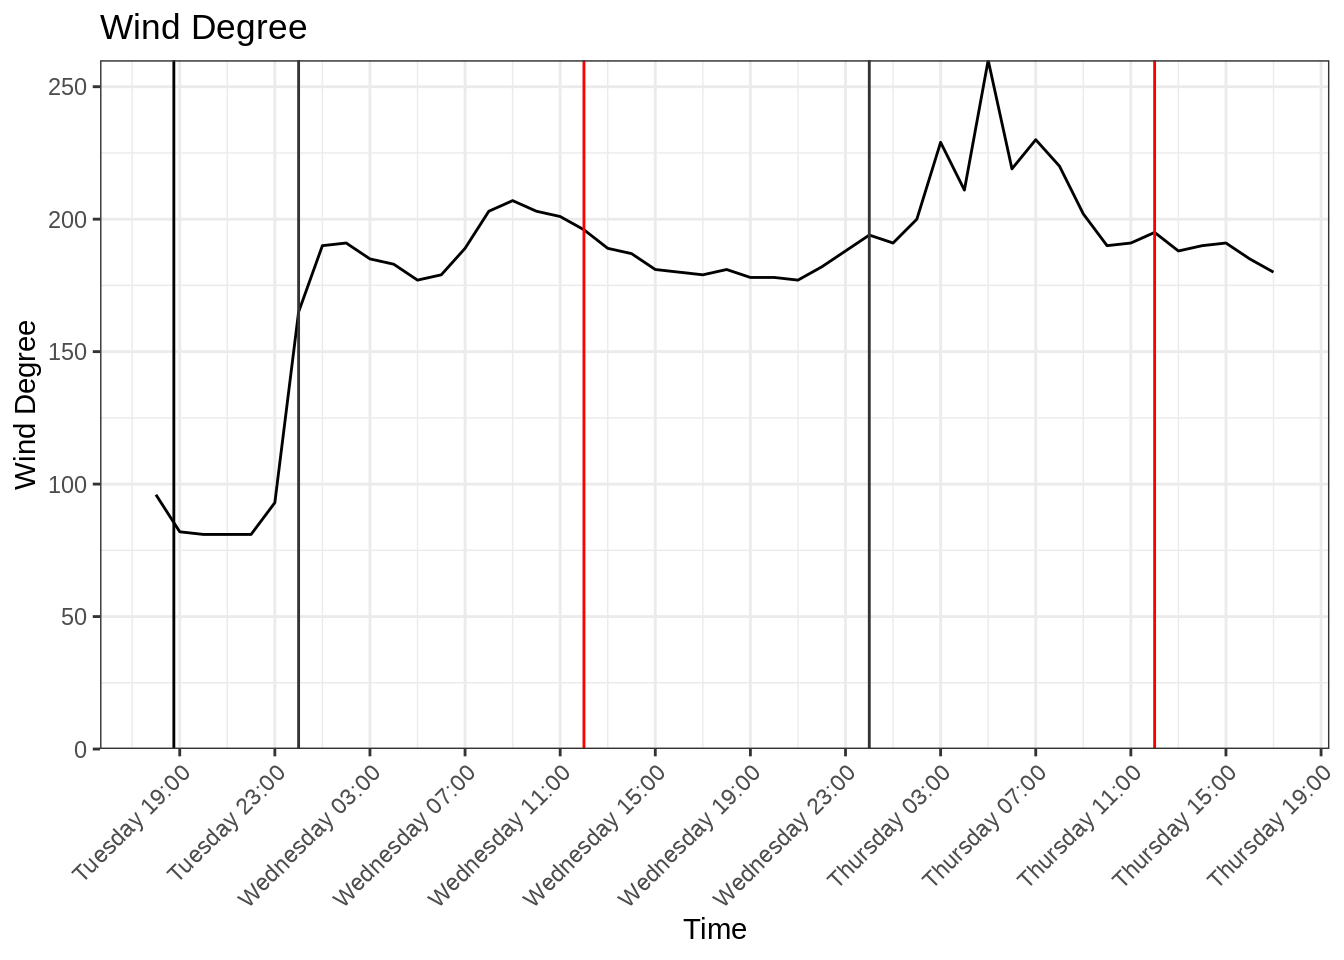 Wind Degree
Wind Degree
250
200
150
100
50
0
Tuesday 19:00
Tuesday 23:00
Wednesday 03:00
Wednesday 07:00
Wednesday 11:00
Wednesday 15:00
Wednesday 19:00
Wednesday 23:00
Thursday 03:00
Thursday 07:00
Thursday 11:00
Thursday 15:00
Thursday 19:00
Time